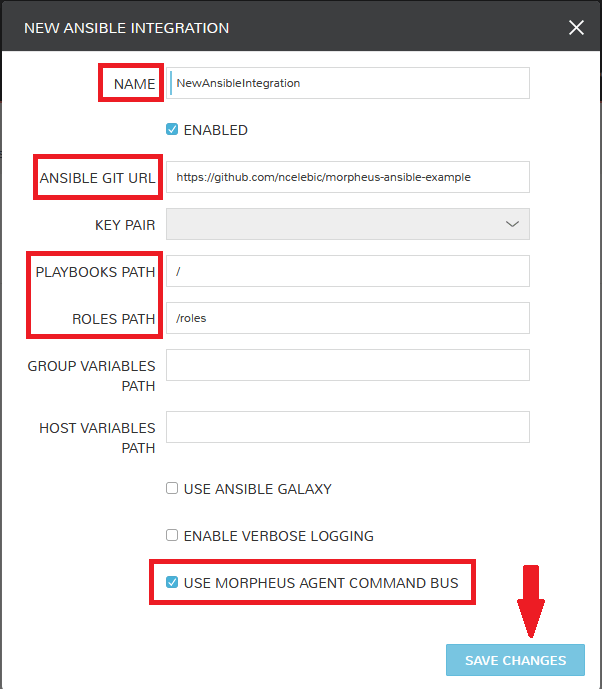 NEW ANSIBLE INTEGRATION
NAME NewAnsibleIntegration
ENABLED
ANSIBLE GIT URL https://github.com/ncelebic/morpheus-ansible-example
KEY PAIR
PLAYBOOKS PATH /
ROLES PATH /roles
GROUP VARIABLES
PATH
HOST VARIABLES
PATH
USE ANSIBLE GALAXY
ENABLE VERBOSE LOGGING
USE MORPHEUS AGENT COMMAND BUS
SAVE CHANGES